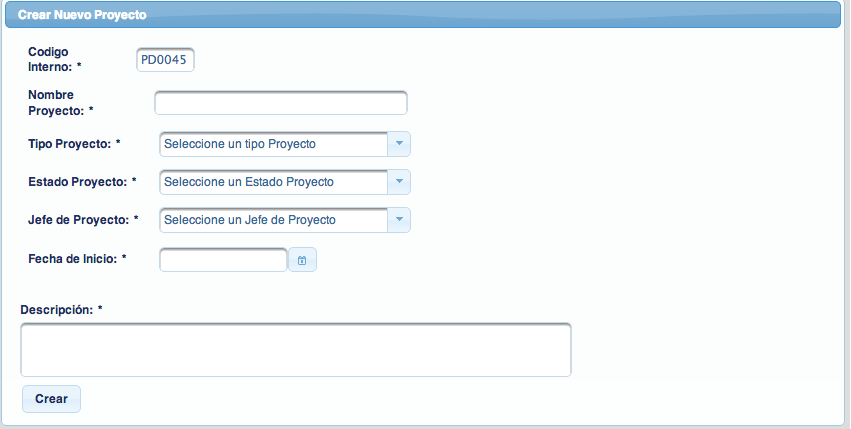 Crear Nuevo Proyecto
Codigo
Interno: * PD0045
Nombre
Proyecto: *
Tipo Proyecto: * Seleccione un tipo Proyecto
Estado Proyecto: * Seleccione un Estado Proyecto
Jefe de Proyecto: * Seleccione un Jefe de Proyecto
Fecha de Inicio: *
Descripción: *
Crear